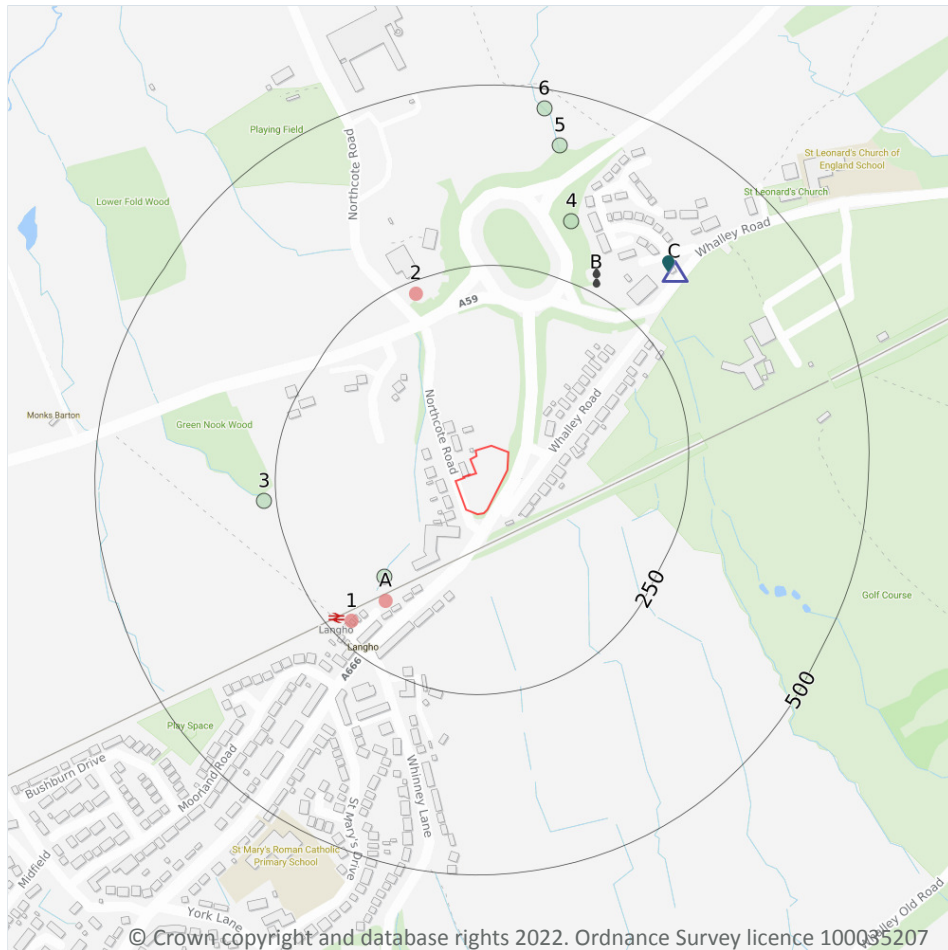 6
5
Playing Field
Northcote Road
St Leonard's Church of
England School
St Leonard's Church
Lower Fold Wood
4
Whalley Road
B
C
2
A59
Monks Barton
Northcote Road
Whalley Road
Green Nook Wood
3
A
250
1
Langho
Langho
Golf Course
A666
500
Play Space
Bushburn Drive
Moorland Road
Whinney Lane
St Mary's Drive
St Mary's Roman Catholic
Primary School
Midfield
York Lane
Whalley Old Road
© Crown copyright and database rights 2022. Ordnance Survey licence 100035207